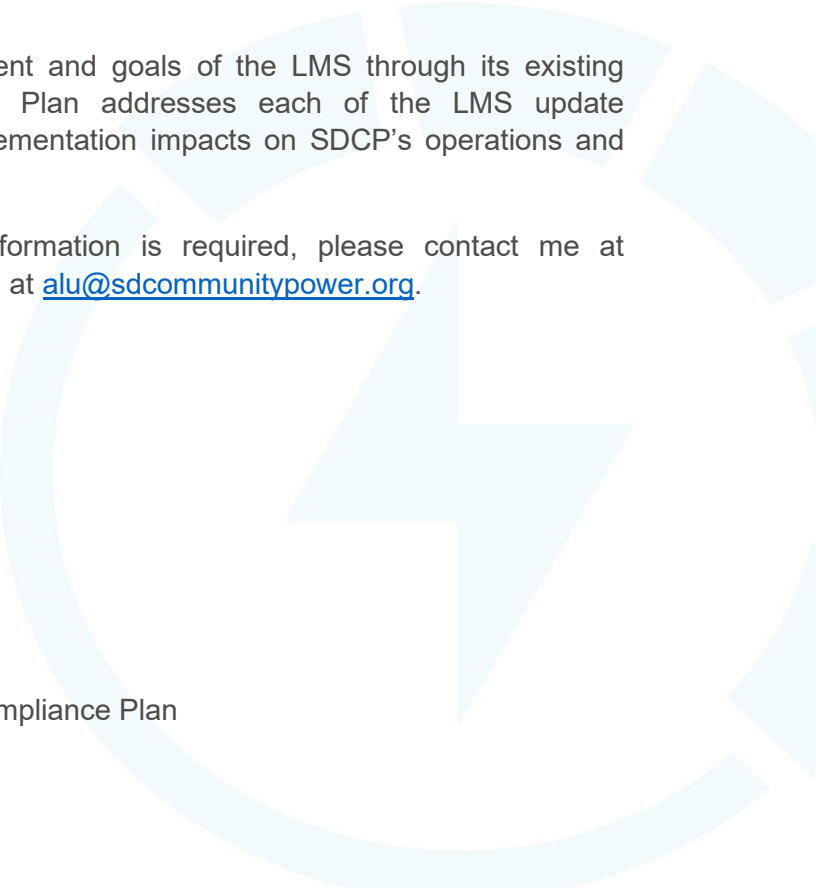 ent and goals of the LMS through its existing
Plan addresses each of the LMS update
ementation impacts on SDCP's operations and
formation is required, please contact me at
at alu@sdcommunitypower.org.
mpliance Plan